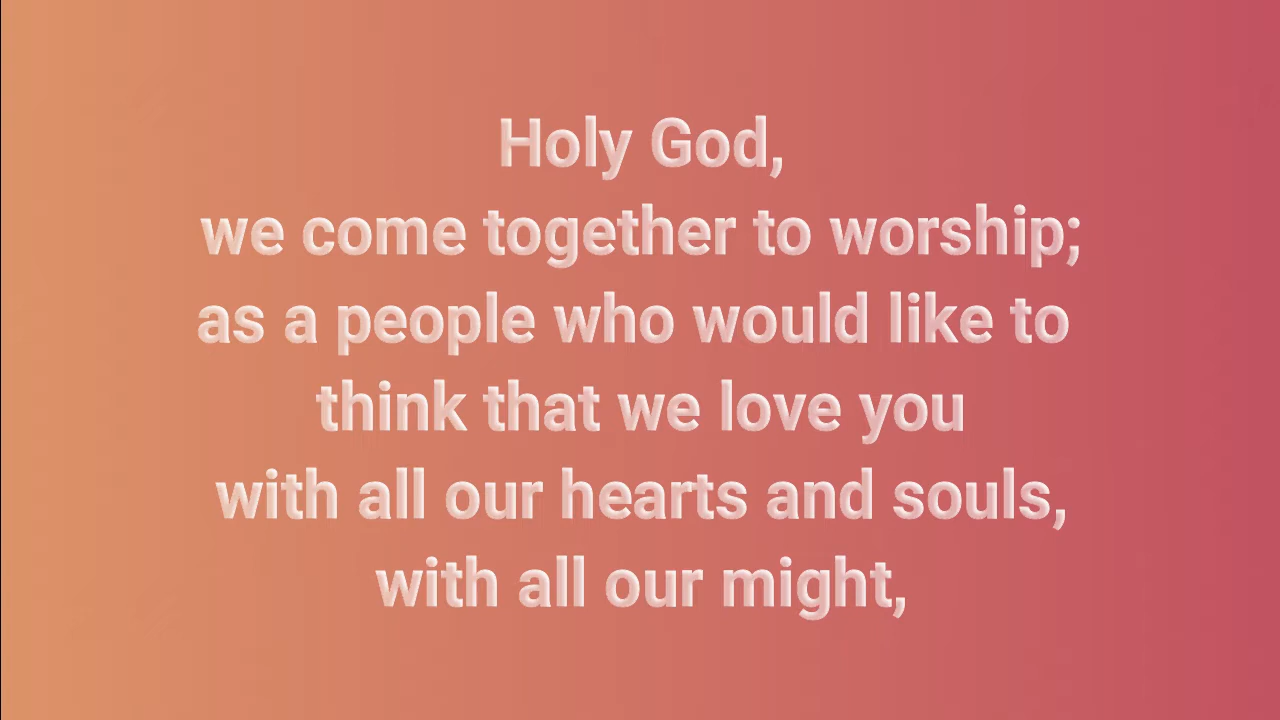 Holy God,
we come together to worship;
as a people who would like to
think that we love you
with all our hearts and souls,
with all our might,